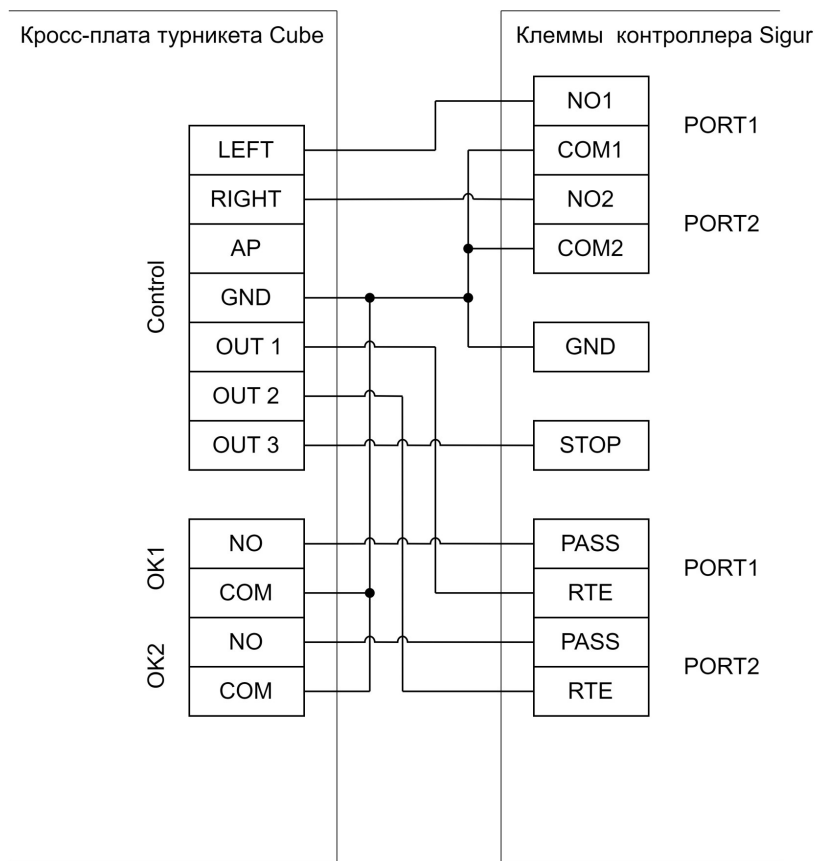 Кросс-плата турникета Cube
Клеммы контроллера Sigur
Control
LEFT
RIGHT
AP
GND
OUT 1
OUT 2
OUT 3
OK1
NO
COM
OK2
NO
COM
NO1
COM1
PORT1
NO2
COM2
PORT2
GND
STOP
PASS
RTE
PORT1
PASS
RTE
PORT2